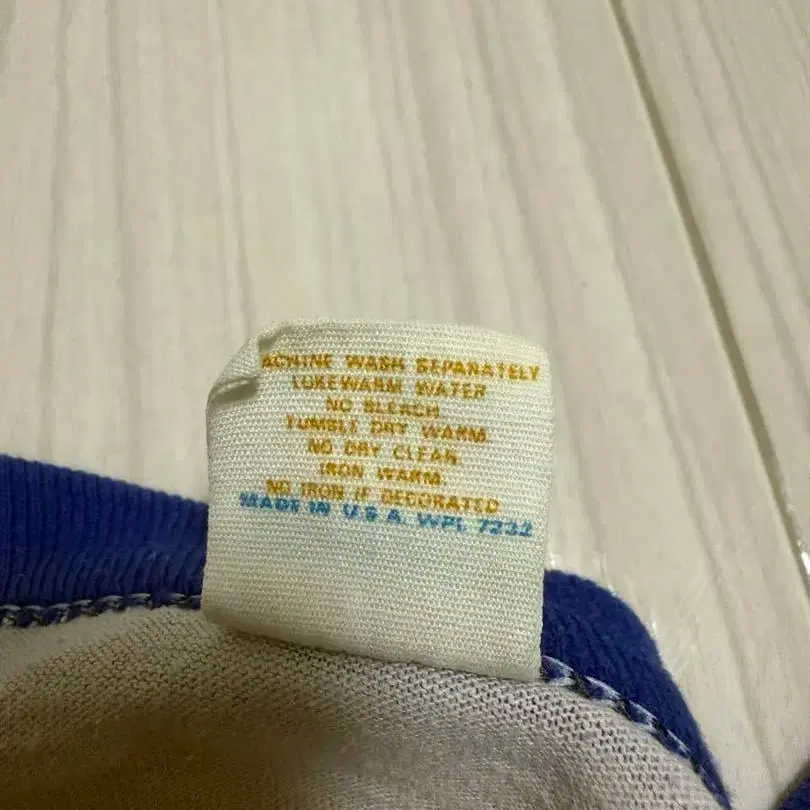 ACHINE WASH SEPARATELY
LUKEWARM WATER
NO BLEACH.
TUMBLE DRY WARM.
NO DRY CLEAN.
IRON WARM.
NO IRON IF DECORATED
MADE IN U.S.A. WPL 7232